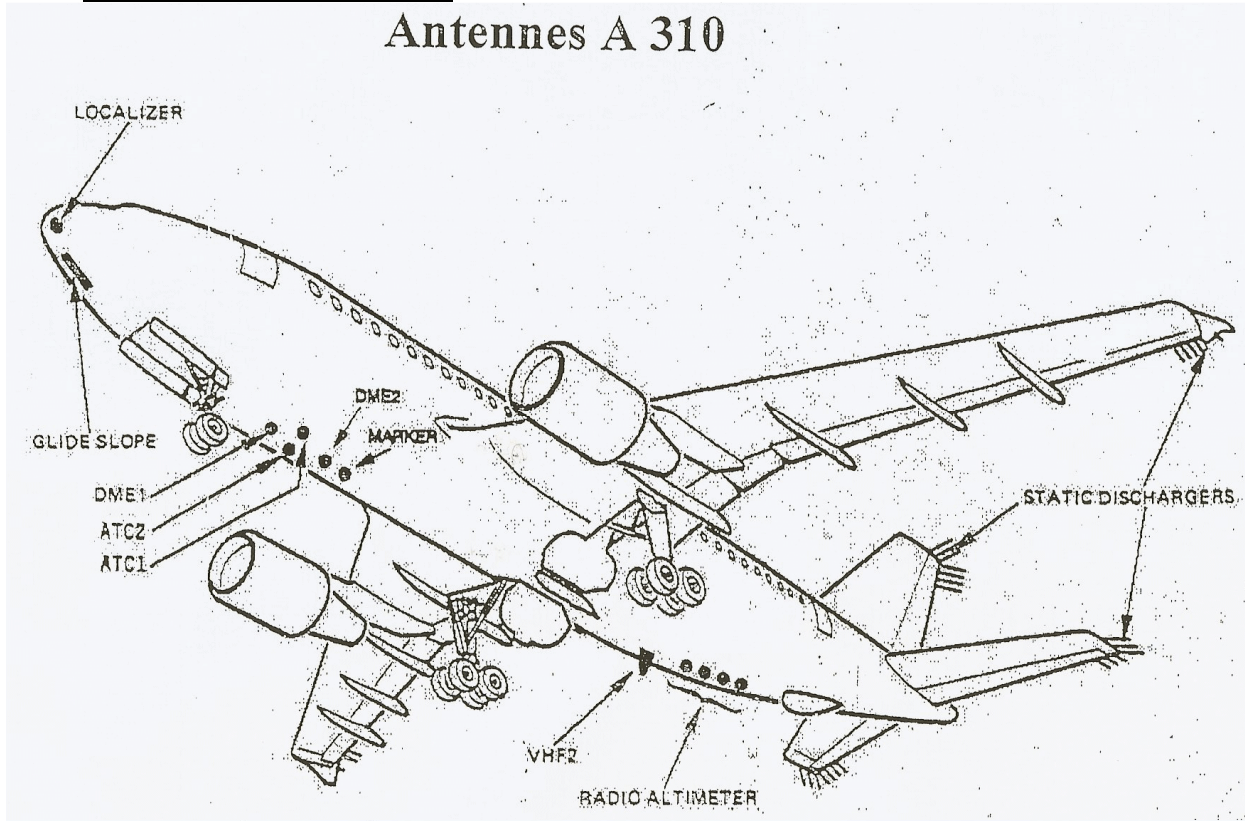 Antennes A 310
LOCALIZER
GLIDE SLOPE
DME2
MARKER
DME1
ATC2
ATC1
STATIC DISCHARGERS
VHF2
RADIO ALTIMETER